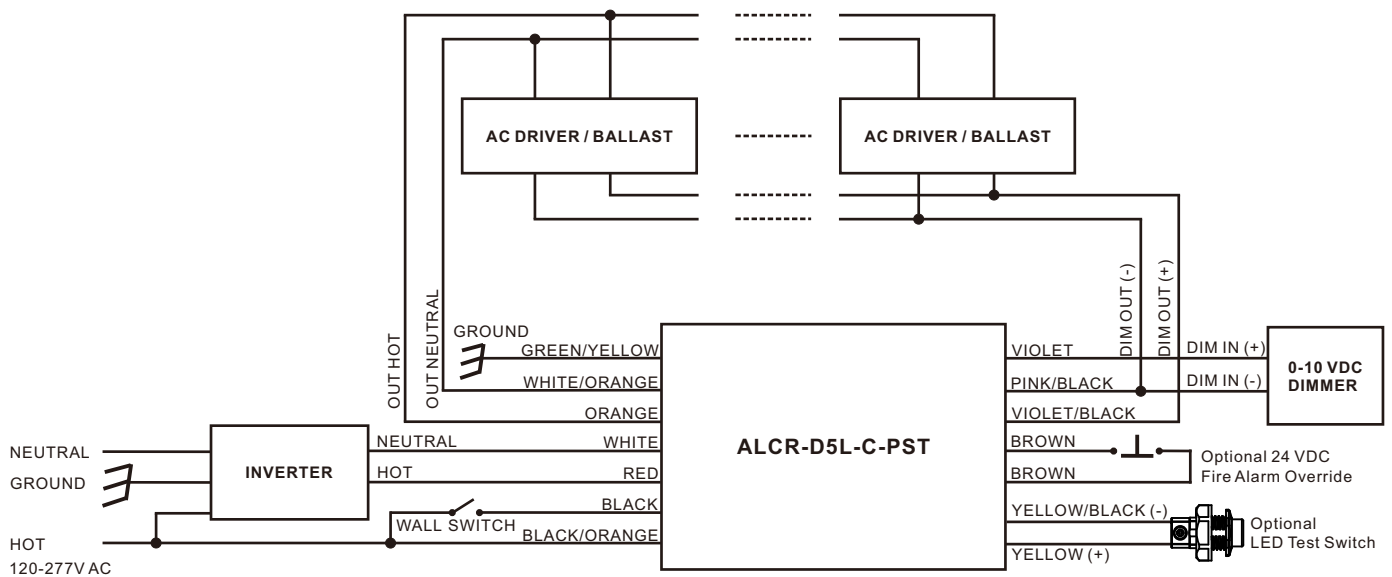 AC DRIVER / BALLAST
AC DRIVER / BALLAST
OUT HOT
OUT NEUTRAL
DIM OUT (-)
DIM OUT (+)
GROUND
GREEN/YELLOW
WHITE/ORANGE
ORANGE
NEUTRAL
WHITE
HOT
RED
BLACK
WALL SWITCH
BLACK/ORANGE
NEUTRAL
GROUND
HOT
120-277V AC
INVERTER
ALCR-D5L-C-PST
VIOLET
DIM IN (+)
PINK/BLACK
DIM IN (-)
VIOLET/BLACK
BROWN
BROWN
YELLOW/BLACK (-)
YELLOW (+)
0-10 VDC
DIMMER
Optional 24 VDC
Fire Alarm Override
Optional
LED Test Switch